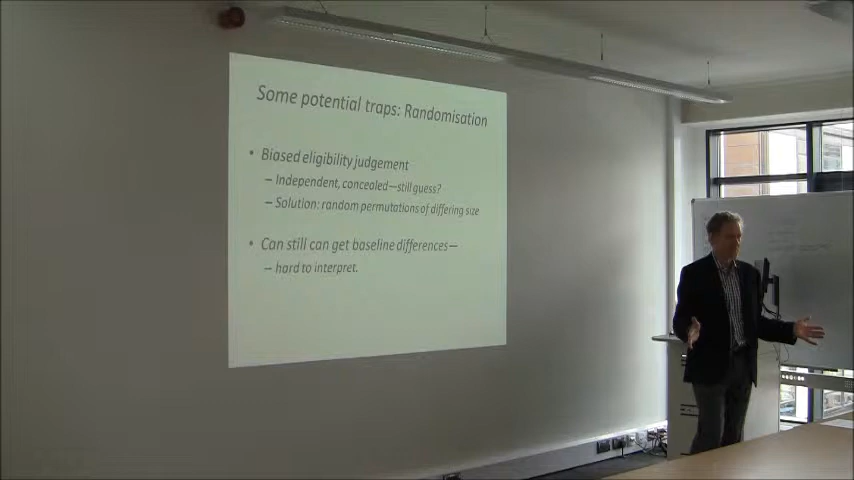 Some potential traps: Randomisation
• Biased eligibility judgement
– Independent, concealed—still guess?
– Solution: random permutations of differing size
• Can still can get baseline differences—
– hard to interpret.